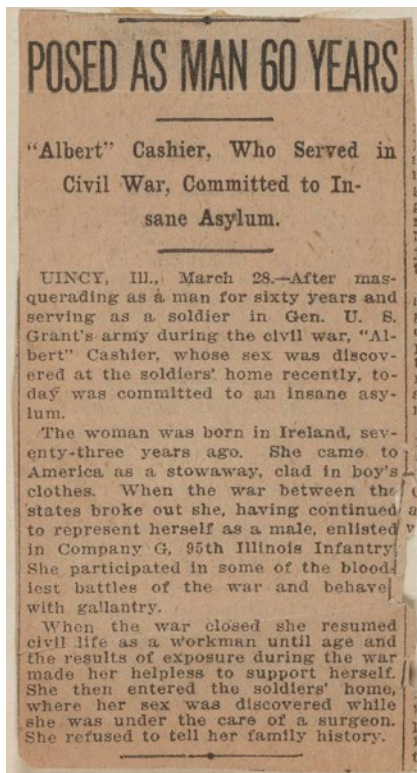 POSED AS MAN 60 YEARS
"Albert" Cashier, Who Served in
Civil War, Committed to In-
sane Asylum.
UINCY, Ill., March 28.—After mas-
querading as a man for sixty years and
serving as a soldier in Gen. U. S.
Grant's army during the civil war, "Al-
bert" Cashier, whose sex was discov-
ered at the soldiers' home recently, to-
day was committed to an insane asy-
lum.
The woman was born in Ireland, sev-
enty-three years ago. She came to
America as a stowaway, clad in boy's
clothes. When the war between the
states broke out she, having continued
to represent herself as a male, enlisted
in Company G, 95th Illinois Infantry
She participated in some of the blood-
iest battles of the war and behave
with gallantry.
When the war closed she resumed
civil life as a workman until age and
the results of exposure during the war
made her helpless to support herself.
She then entered the soldiers' home,
where her sex was discovered while
she was under the care of a surgeon.
She refused to tell her family history.